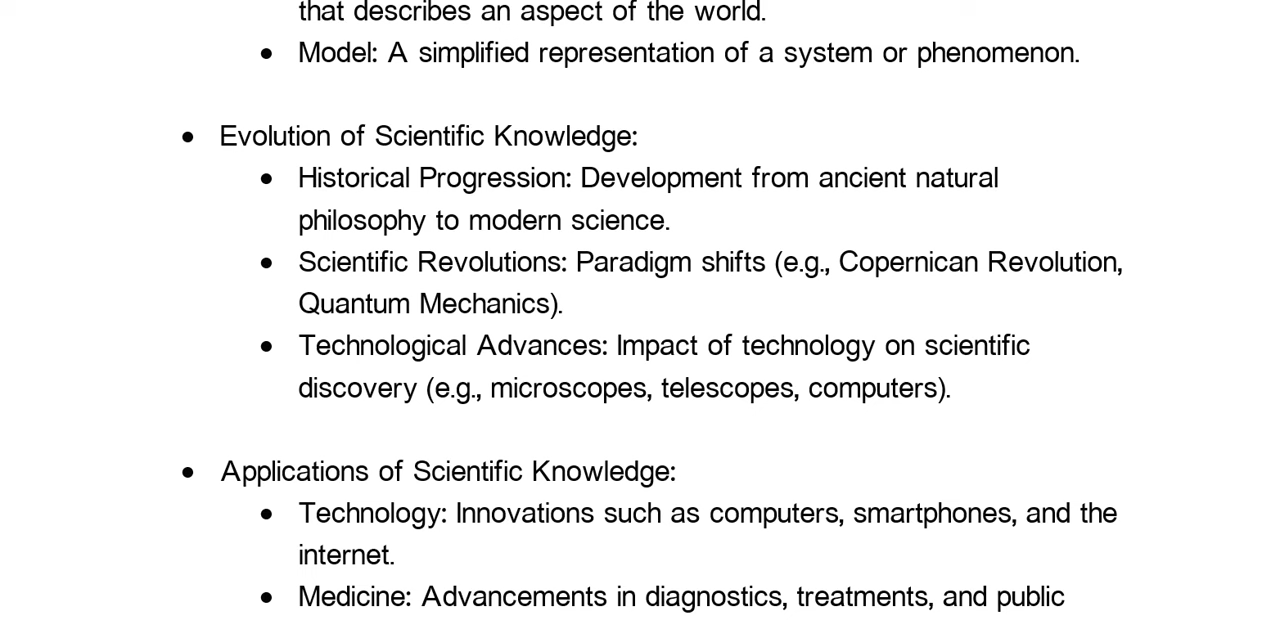 that describes an aspect of the world.
● Model: A simplified representation of a system or phenomenon.
● Evolution of Scientific Knowledge:
● Historical Progression: Development from ancient natural
philosophy to modern science.
● Scientific Revolutions: Paradigm shifts (e.g., Copernican Revolution,
Quantum Mechanics).
● Technological Advances: Impact of technology on scientific
discovery (e.g., microscopes, telescopes, computers).
● Applications of Scientific Knowledge:
● Technology: Innovations such as computers, smartphones, and the
internet.
● Medicine: Advancements in diagnostics, treatments, and public